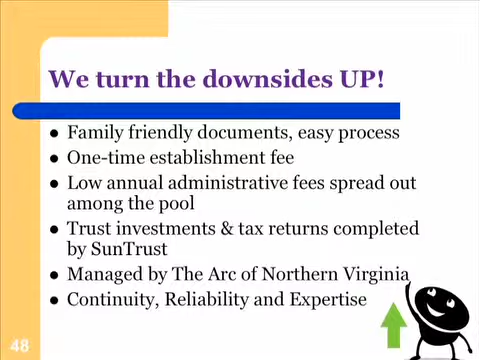 We turn the downsides UP!
• Family friendly documents, easy process
• One-time establishment fee
• Low annual administrative fees spread out
among the pool
• Trust investments & tax returns completed
by SunTrust
• Managed by The Arc of Northern Virginia
• Continuity, Reliability and Expertise
48